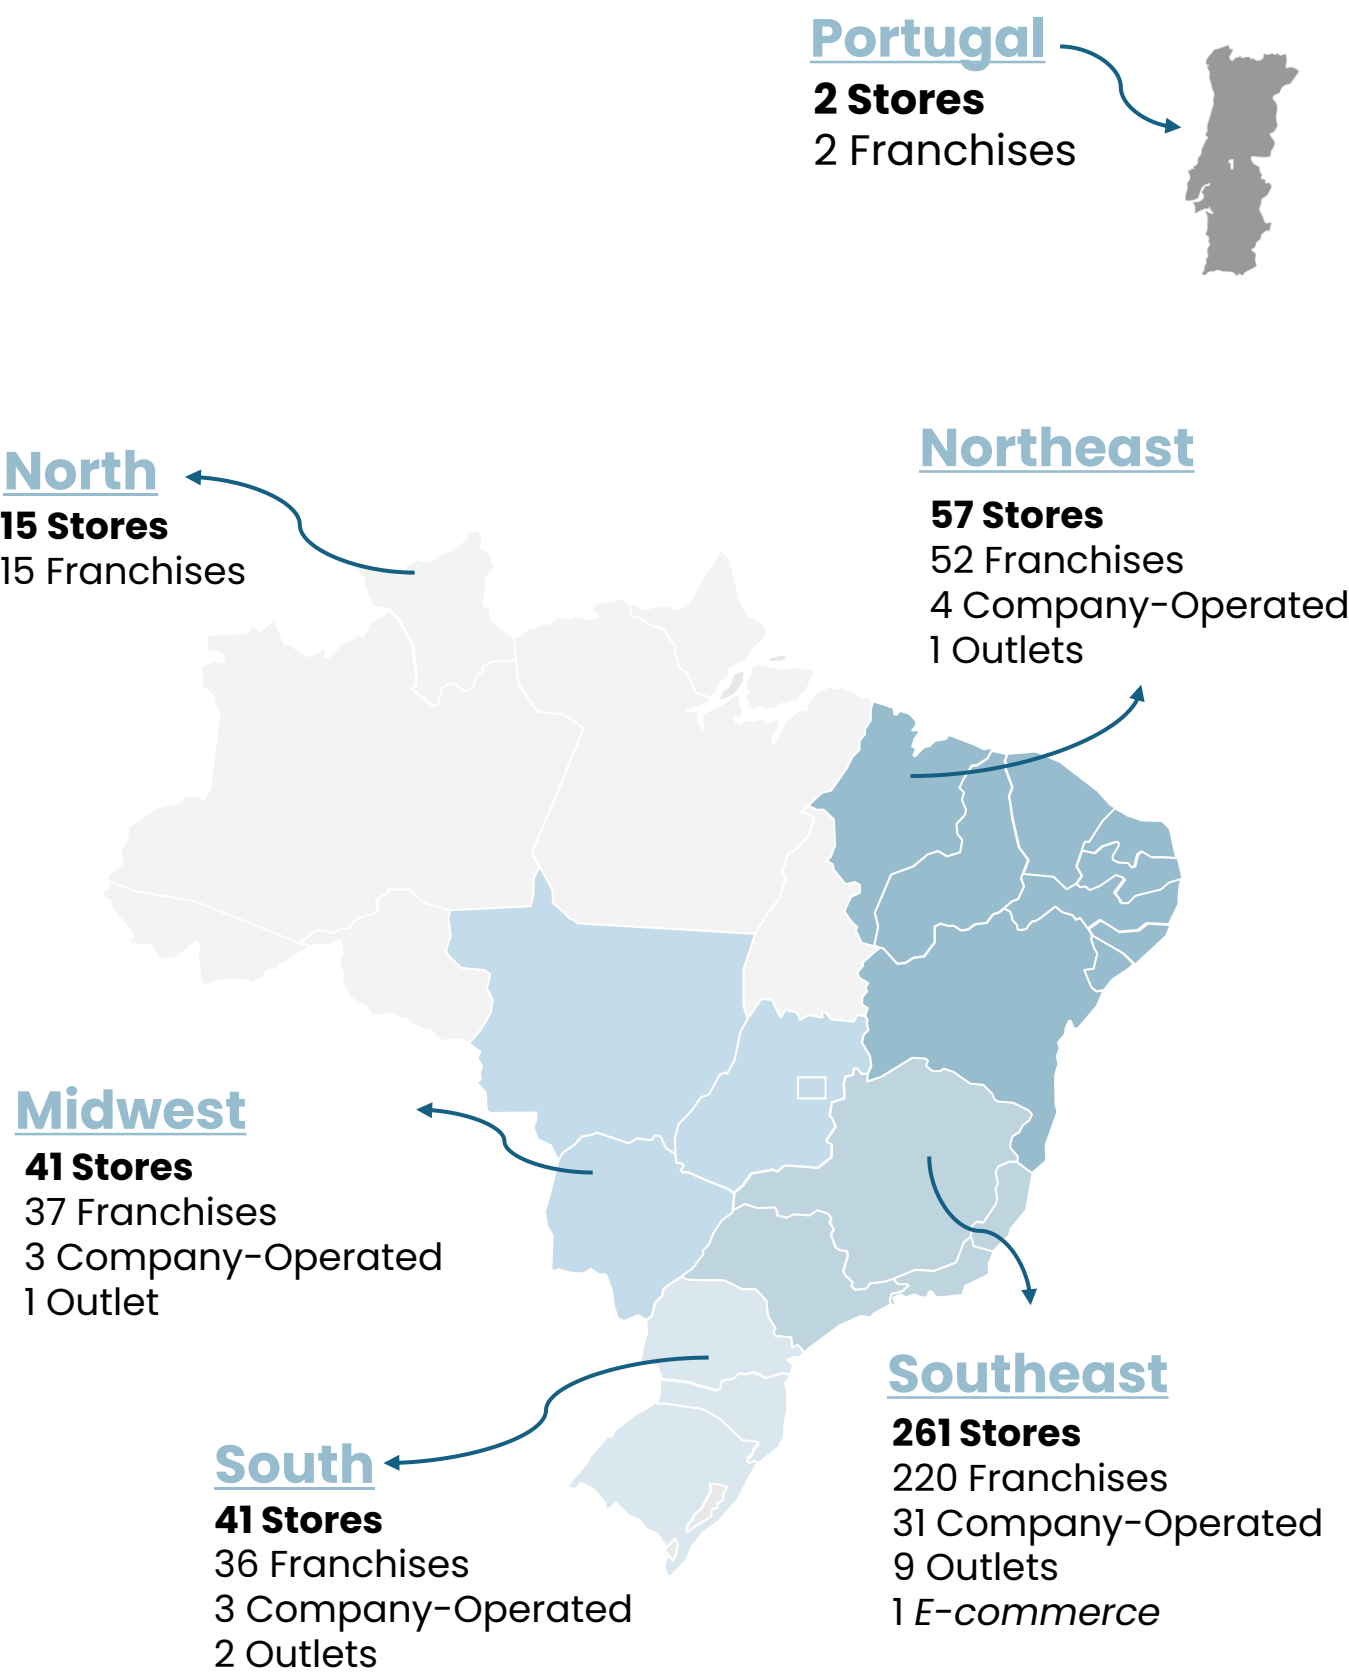 Portugal
2 Stores
2 Franchises
North
15 Stores
15 Franchises
Northeast
57 Stores
52 Franchises
4 Company-Operated
1 Outlets
Midwest
41 Stores
37 Franchises
3 Company-Operated
1 Outlet
South
41 Stores
36 Franchises
3 Company-Operated
2 Outlets
Southeast
261 Stores
220 Franchises
31 Company-Operated
9 Outlets
1 E-commerce